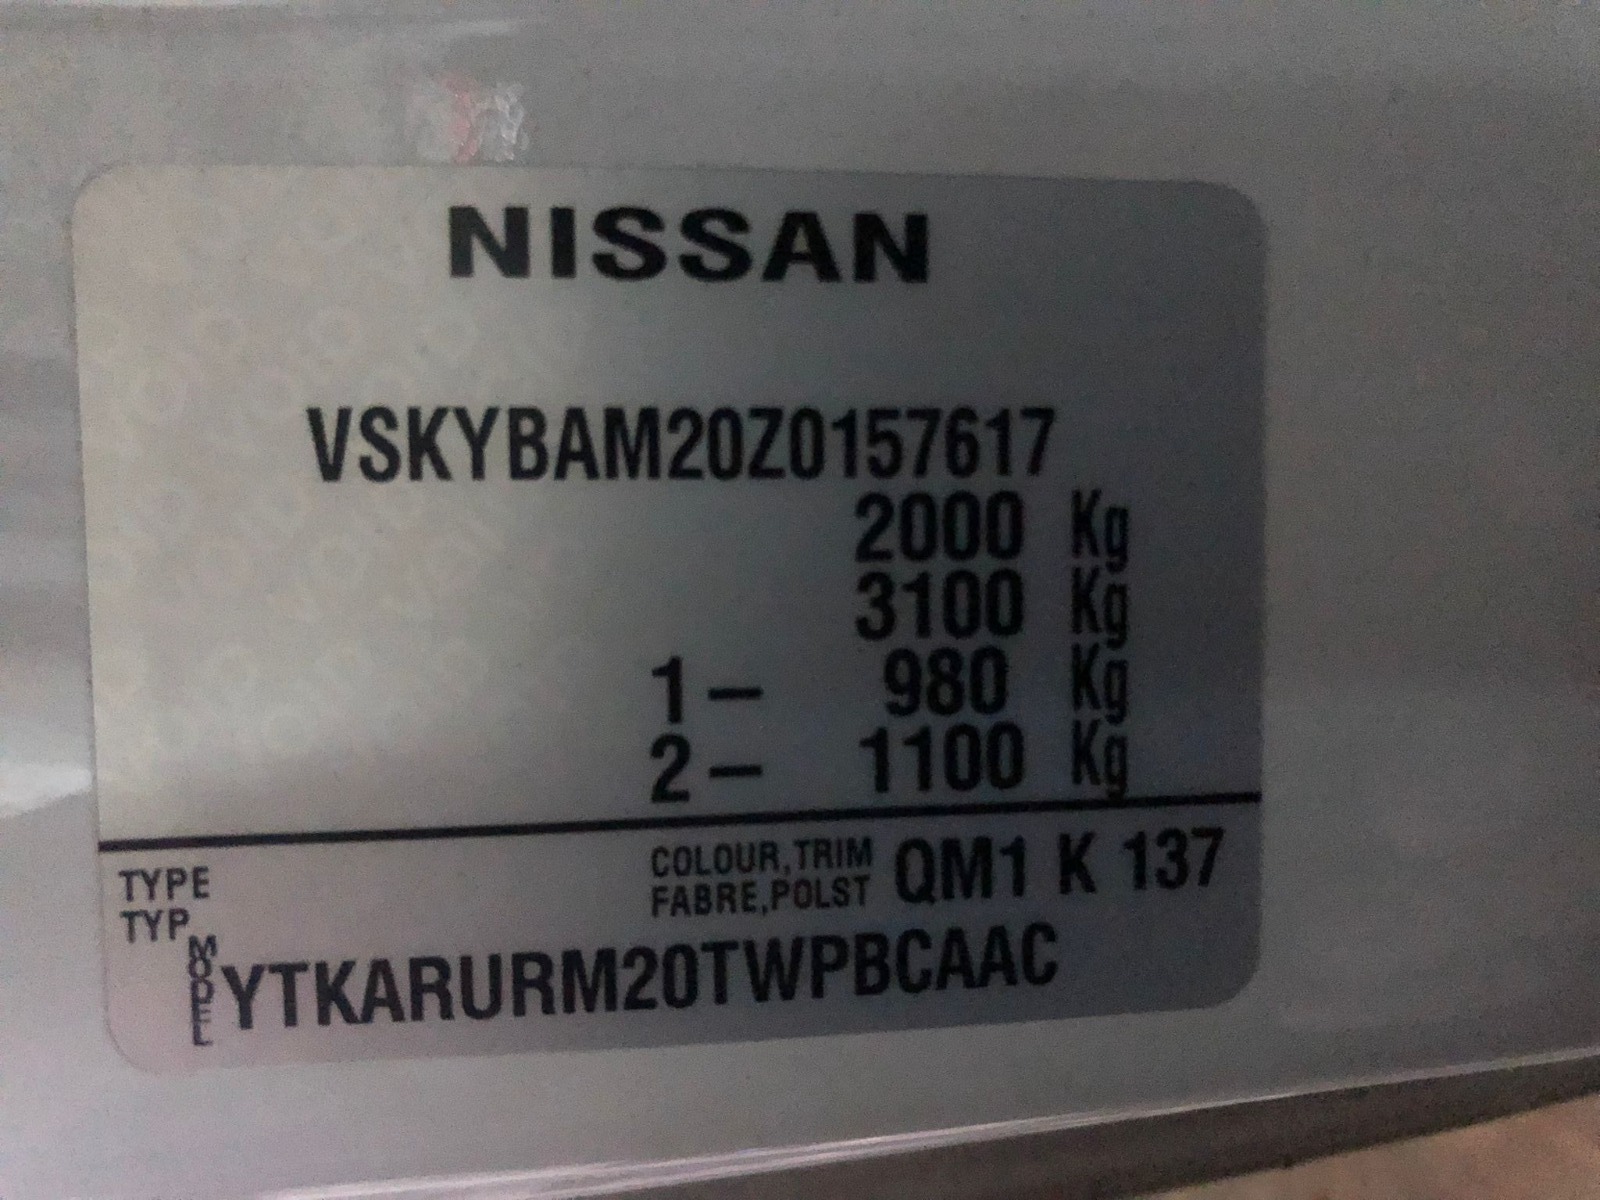 NISSAN
VSKYBAM20Z0157617
2000 Kg
3100 Kg
1 – 980 Kg
2 – 1100 Kg
TYPE
TYP
COLOUR,TRIM
FABRE,POLST
QM1 K 137
MODEL
YTKARURM20TWPBCAAC